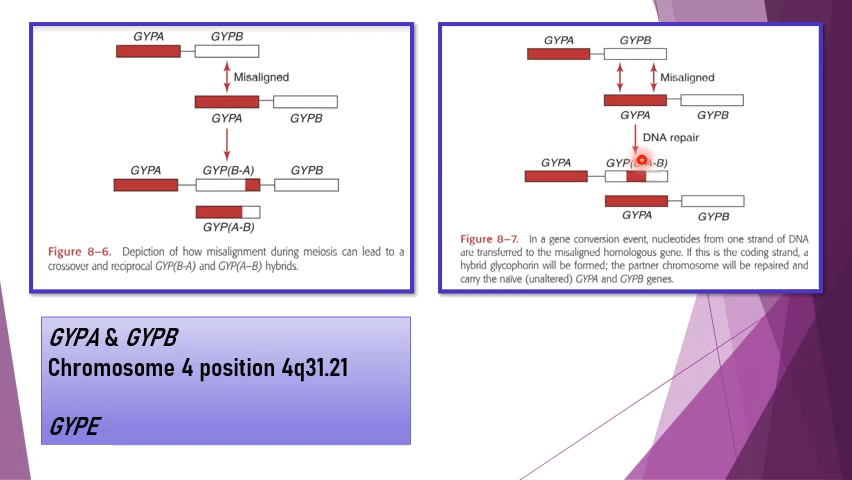 GYPA GYPB
Misaligned
GYPA GYPB
GYPA GYP(B-A) GYPB
GYP(A-B)
Figure 8–6. Depiction of how misalignment during meiosis can lead to a
crossover and reciprocal GYP(B-A) and GYP(A–B) hybrids.
GYPA GYPB
Misaligned
GYPA GYPB
DNA repair
GYPA
GYPA GYPB
Figure 8–7. In a gene conversion event, nucleotides from one strand of DNA
are transferred to the misaligned homologous gene. If this is the coding strand, a
hybrid glycophorin will be formed; the partner chromosome will be repaired and
carry the naïve (unaltered) GYPA and GYPB genes.
GYPA & GYPB
Chromosome 4 position 4q31.21
GYPE